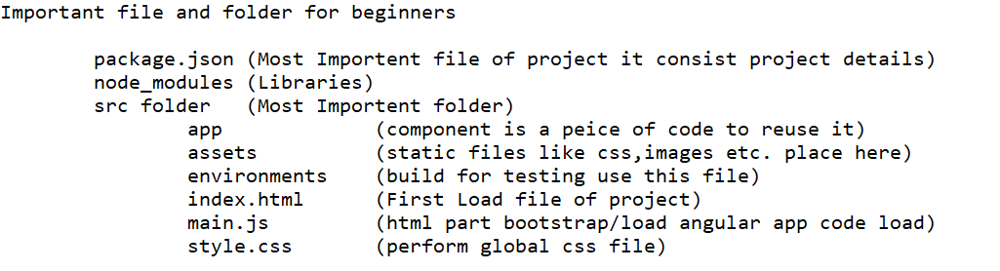 Important file and folder for beginners
package.json (Most Importent file of project it consist project details)
node_modules (Libraries)
src folder (Most Importent folder)
app (component is a peice of code to reuse it)
assets (static files like css,images etc. place here)
environments (build for testing use this file)
index.html (First Load file of project)
main.js (html part bootstrap/load angular app code load)
style.css (perform global css file)